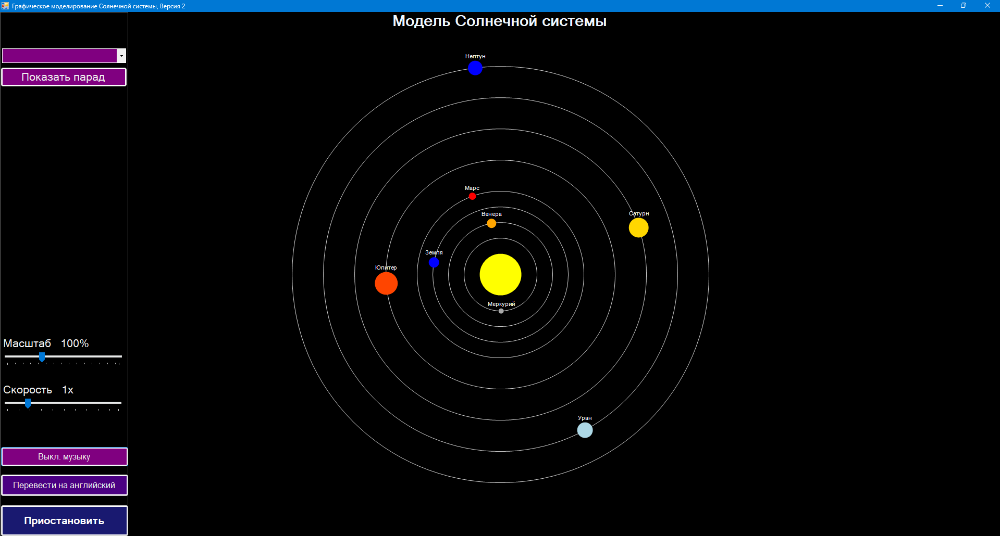 Графическое моделирование Солнечной системы, Версия 2
Модель Солнечной системы
Показать парад
Нептун
Марс
Венера
Сатурн
Земля
Юпитер
Меркурий
Масштаб 100%
Скорость 1x
Уран
Выкл. музыку
Перевести на английский
Приостановить